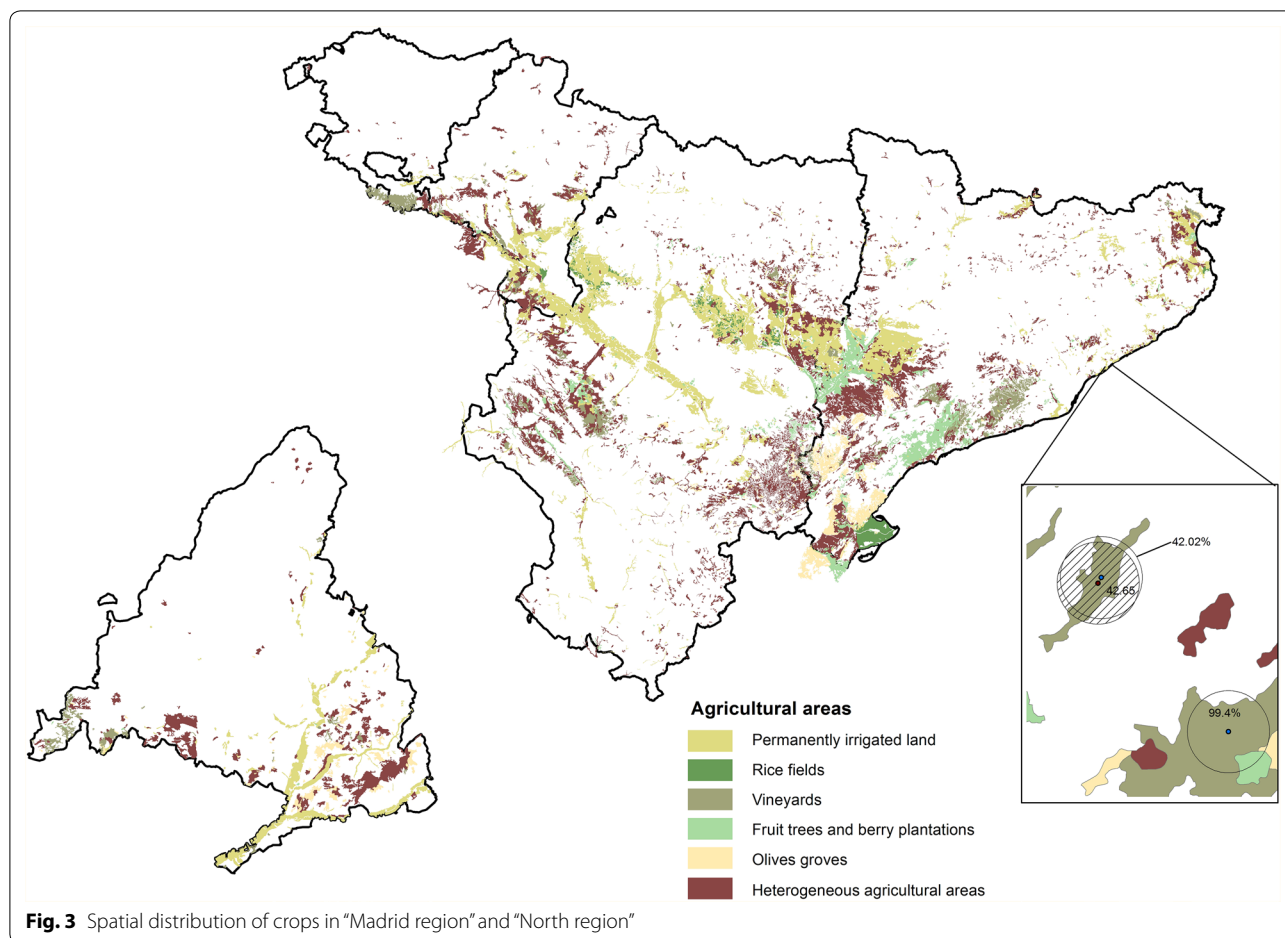 42.02%
42.65
99.4%
Agricultural areas
Permanently irrigated land
Rice fields
Vineyards
Fruit trees and berry plantations
Olives groves
Heterogeneous agricultural areas
Fig. 3 Spatial distribution of crops in “Madrid region” and “North region”